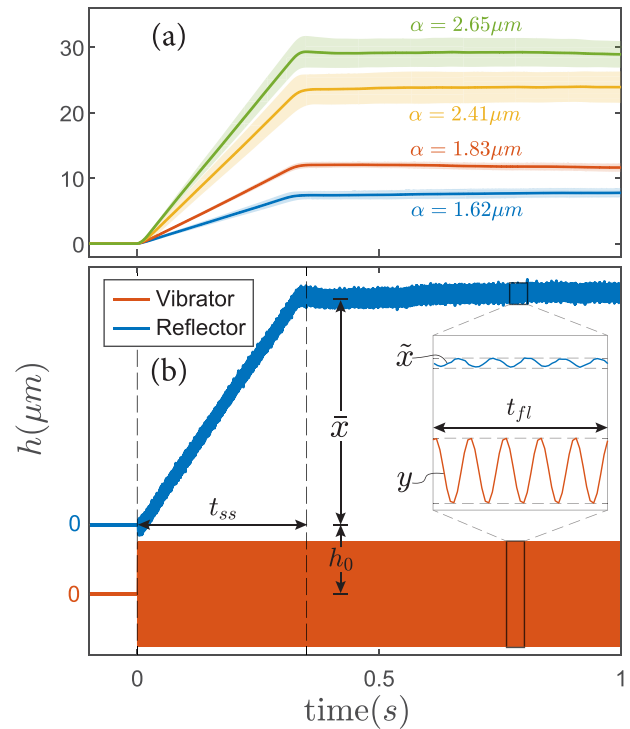 (a)
30
20
10
0
α = 2.65μm
α = 2.41μm
α = 1.83μm
α = 1.62μm
h(μm)
Vibrator
Reflector
(b)
x̃
x̄
t_fl
y
t_ss
0
h_0
0
0
0.5
1
time(s)